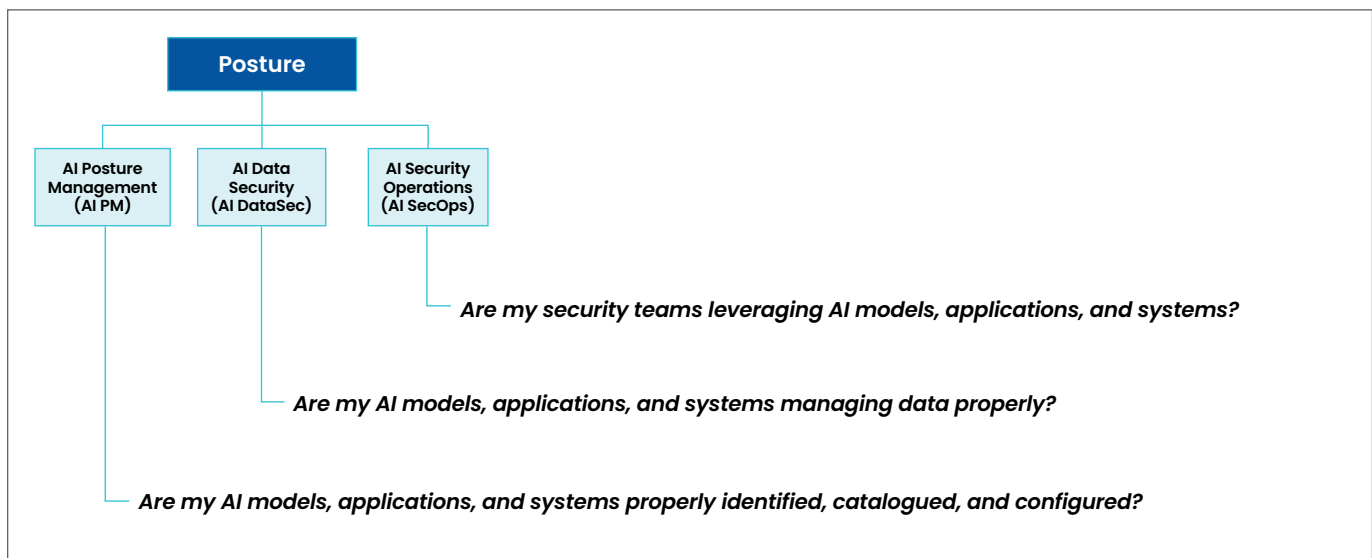 Posture
AI Posture
Management
(AI PM)
AI Data
Security
(AI DataSec)
AI Security
Operations
(AI SecOps)
Are my security teams leveraging AI models, applications, and systems?
Are my AI models, applications, and systems managing data properly?
Are my AI models, applications, and systems properly identified, catalogued, and configured?